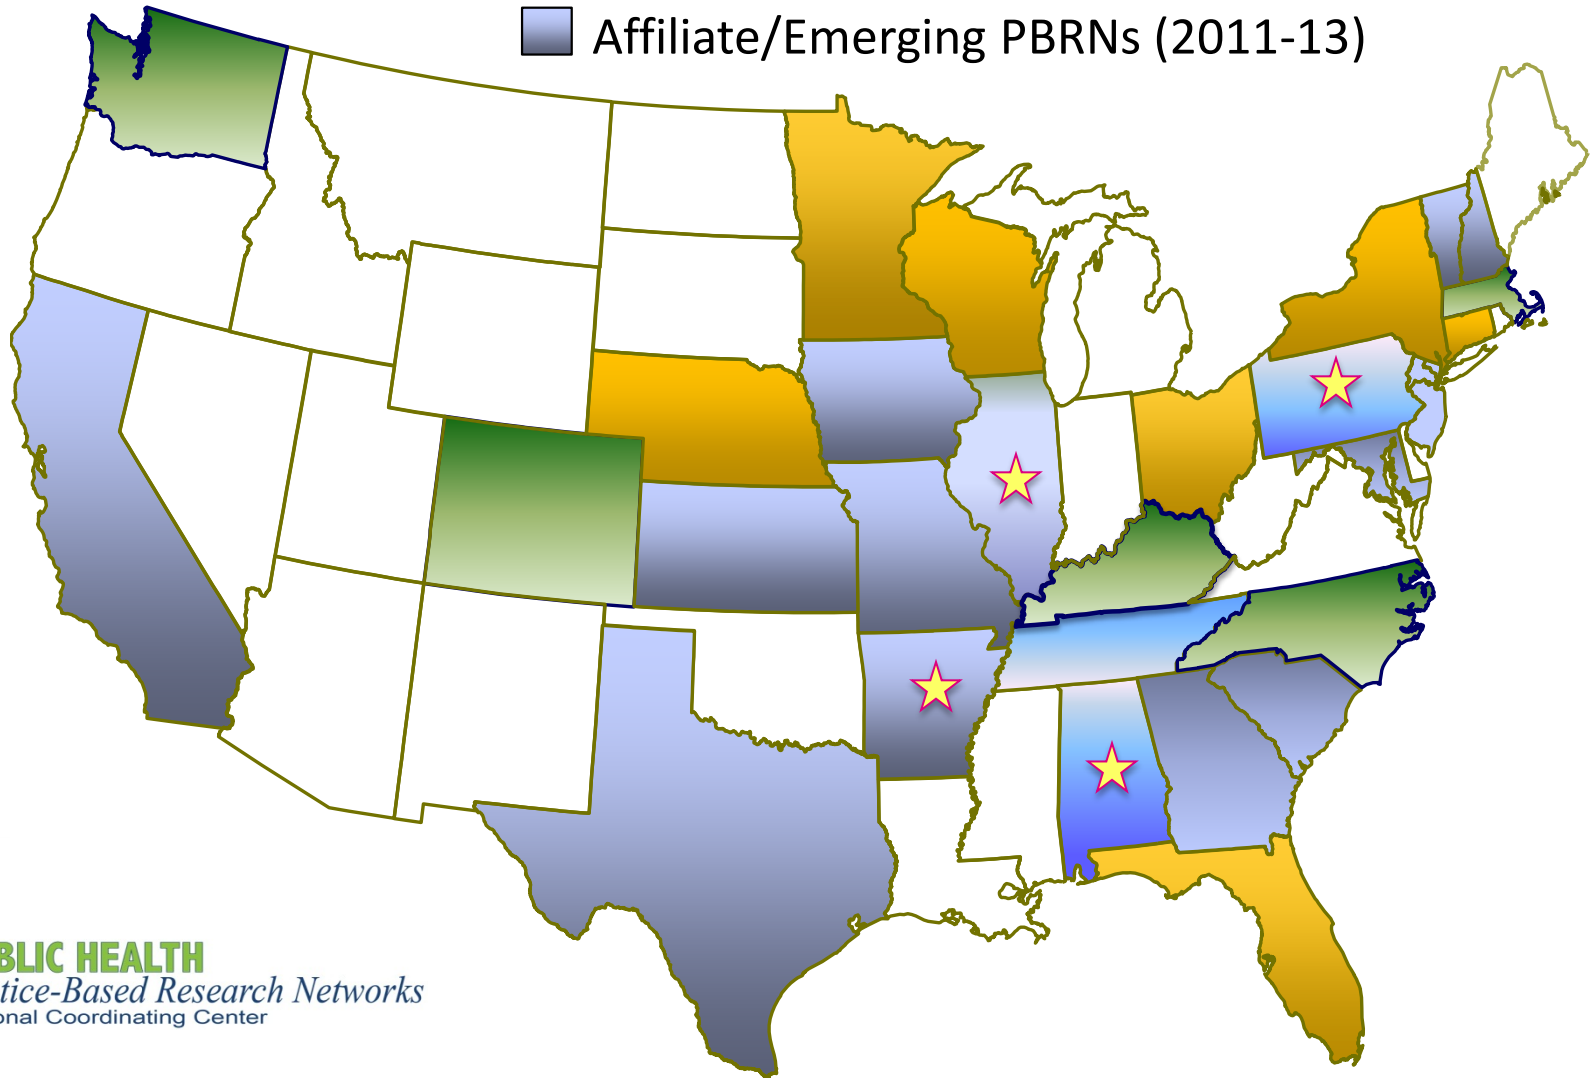 Affiliate/Emerging PBRNs (2011-13)
BLIC HEALTH
tice-Based Research Networks
onal Coordinating Center